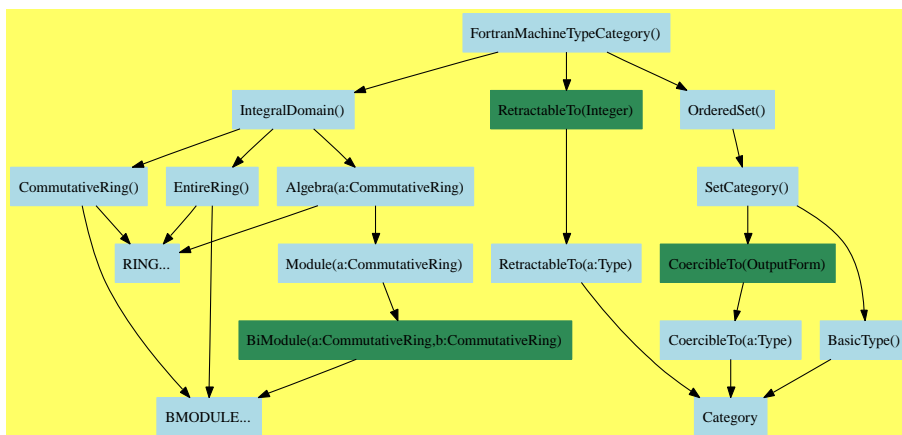 FortranMachineTypeCategory()
IntegralDomain()
RetractableTo(Integer)
OrderedSet()
CommutativeRing()
EntireRing()
Algebra(a:CommutativeRing)
SetCategory()
RING...
Module(a:CommutativeRing)
RetractableTo(a:Type)
CoercibleTo(OutputForm)
BiModule(a:CommutativeRing,b:CommutativeRing)
CoercibleTo(a:Type)
BasicType()
BMODULE...
Category